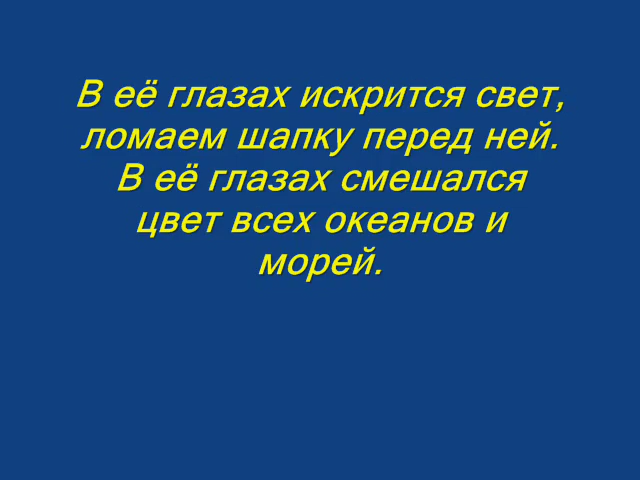 В её глазах искрится свет,
ломаем шапку перед ней.
В её глазах смешался
цвет всех океанов и
морей.